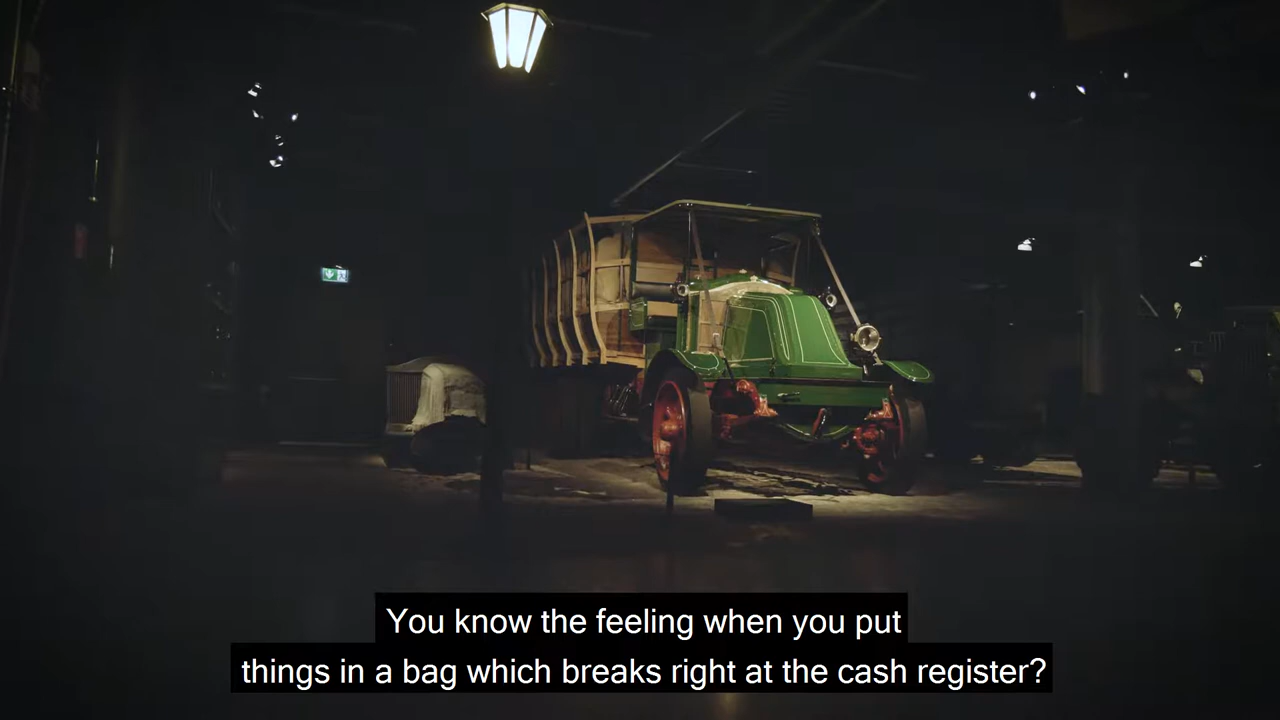 You know the feeling when you put
things in a bag which breaks right at the cash register?